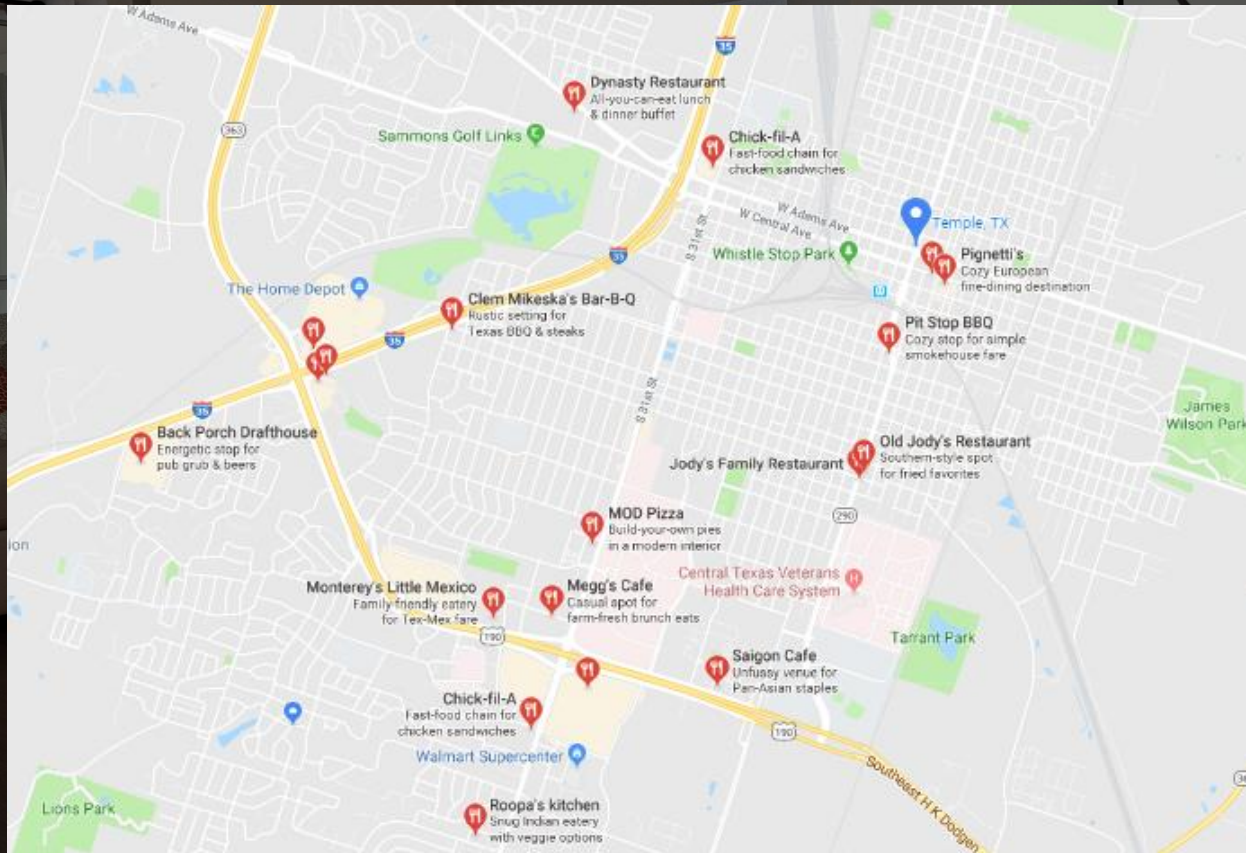 W Adams Ave
35
Dynasty Restaurant
All-you-can-eat lunch
& dinner buffet
363
Sammons Golf Links
Chick-fil-A
Fast-food chain for
chicken sandwiches
W Adams Ave
W Central Ave
Temple, TX
S 31st St
Whistle Stop Park
35
Pignetti's
Cozy European
fine-dining destination
The Home Depot
Clem Mikeska's Bar-B-Q
Rustic setting for
Texas BBQ & steaks
35
Pit Stop BBQ
Cozy stop for simple
smokehouse fare
S 31st St
35
James
Wilson Park
Back Porch Drafthouse
Energetic stop for
pub grub & beers
Old Jody's Restaurant
Southern-style spot
for fried favorites
Jody's Family Restaurant
MOD Pizza
Build-your-own pies
in a modern interior
290
ion
Central Texas Veterans
Health Care System
Monterey's Little Mexico
Family-friendly eatery
for Tex-Mex fare
Megg's Cafe
Casual spot for
farm-fresh brunch eats
190
Tarrant Park
Saigon Cafe
Unfussy venue for
Pan-Asian staples
Chick-fil-A
Fast-food chain for
chicken sandwiches
190
Walmart Supercenter
Southeast H K Dodgen
Lions Park
Roopa's kitchen
Snug Indian eatery
with veggie options